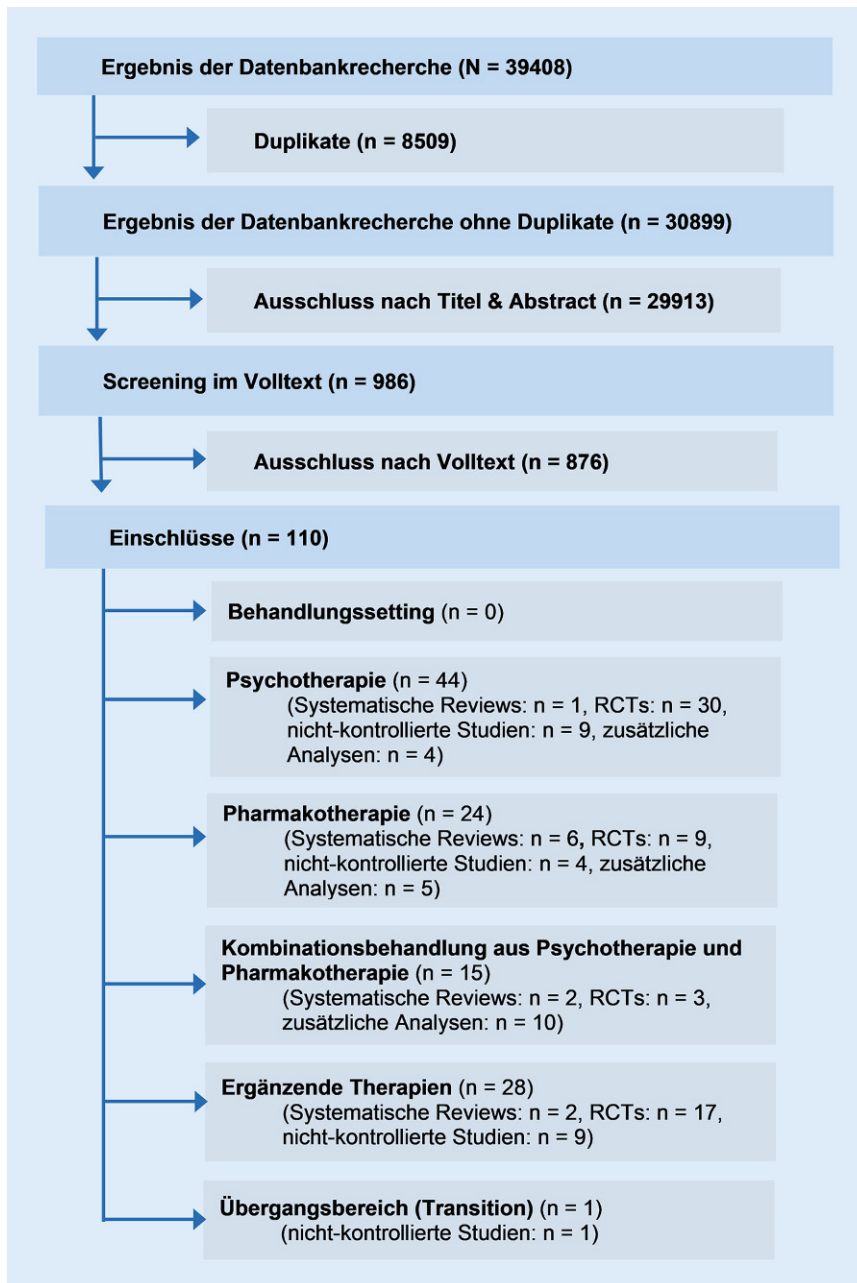 Ergebnis der Datenbankrecherche (N = 39408)
Duplikate (n = 8509)
Ergebnis der Datenbankrecherche ohne Duplikate (n = 30899)
Ausschluss nach Titel & Abstract (n = 29913)
Screening im Volltext (n = 986)
Ausschluss nach Volltext (n = 876)
Einschlüsse (n = 110)
Behandlungssetting (n = 0)
Psychotherapie (n = 44)
(Systematische Reviews: n = 1, RCTs: n = 30,
nicht-kontrollierte Studien: n = 9, zusätzliche
Analysen: n = 4)
Pharmakotherapie (n = 24)
(Systematische Reviews: n = 6, RCTs: n = 9,
nicht-kontrollierte Studien: n = 4, zusätzliche
Analysen: n = 5)
Kombinationsbehandlung aus Psychotherapie und
Pharmakotherapie (n = 15)
(Systematische Reviews: n = 2, RCTs: n = 3,
zusätzliche Analysen: n = 10)
Ergänzende Therapien (n = 28)
(Systematische Reviews: n = 2, RCTs: n = 17,
nicht-kontrollierte Studien: n = 9)
Übergangsbereich (Transition) (n = 1)
(nicht-kontrollierte Studien: n = 1)